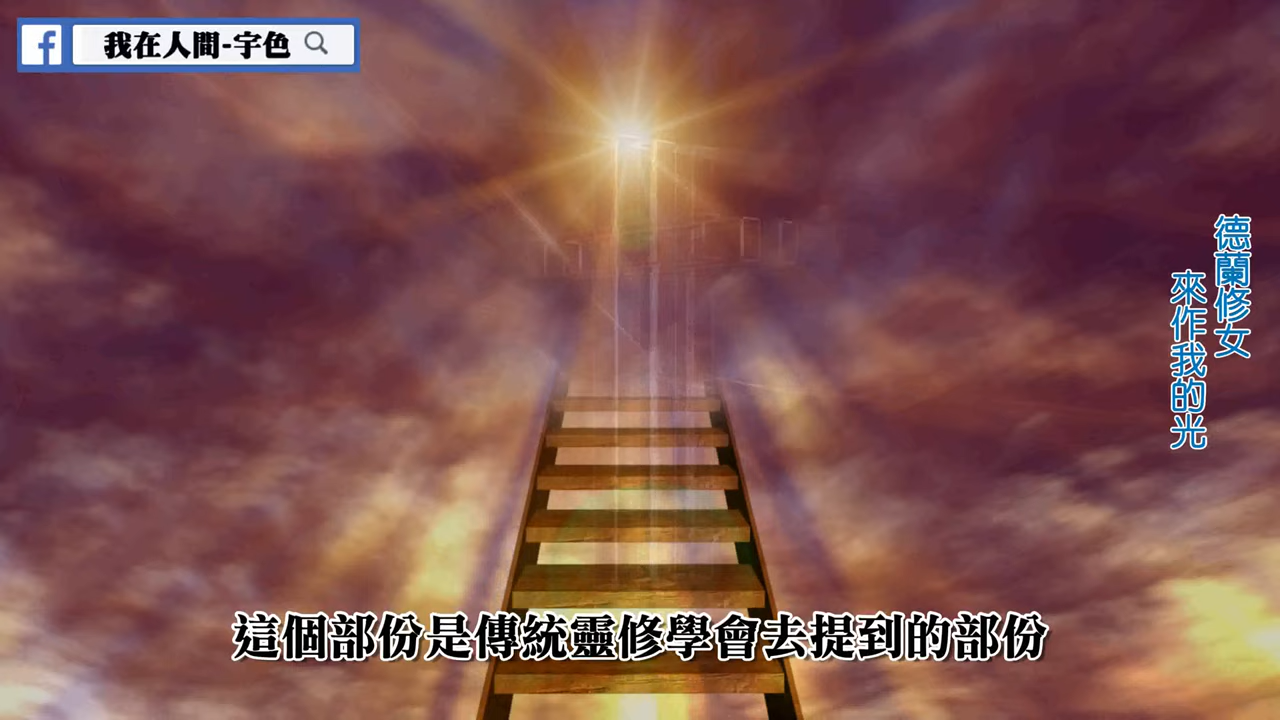 我在人間-宇色
德蘭修女
來作我的光
這個部份是傳統靈修學會去提到的部份